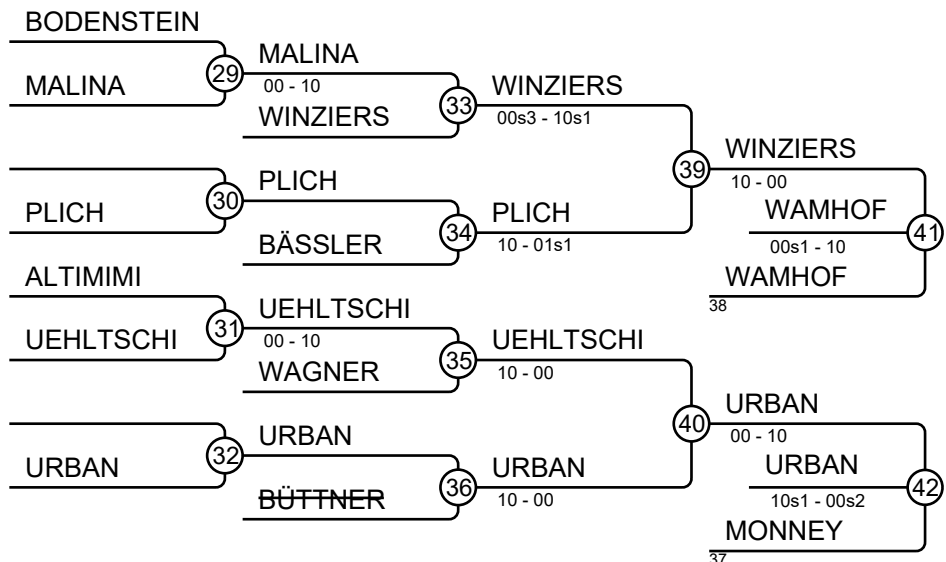 BODENSTEIN
29
MALINA
MALINA
00 - 10
WINZIERS
33
WINZIERS
00s3 - 10s1
30
PLICH
PLICH
BÄSSLER
34
PLICH
10 - 01s1
39
WINZIERS
10 - 00
WAMHOF
00s1 - 10
41
WAMHOF
38
ALTIMIMI
31
UEHLTSCHI
UEHLTSCHI
00 - 10
WAGNER
35
UEHLTSCHI
10 - 00
32
URBAN
URBAN
BÜTTNER
36
URBAN
10 - 00
40
URBAN
00 - 10
URBAN
10s1 - 00s2
42
MONNEY
37